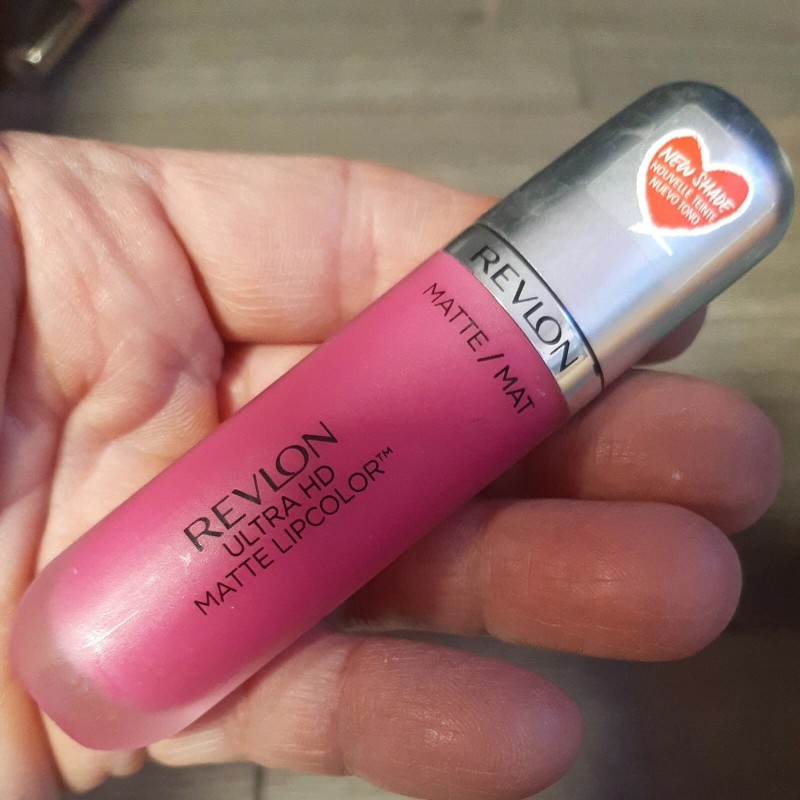 NEW SHADE
NOUVELLE TEINTE
NUEVO TONO
REVLON
MATTE / MAT
REVLON
ULTRA HD
MATTE LIPCOLOR™